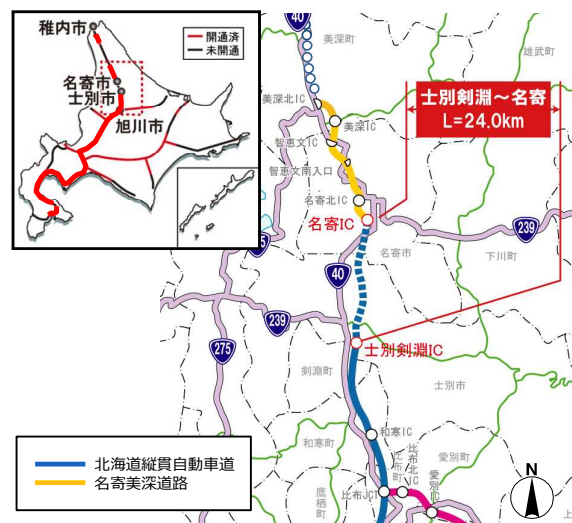 稚内市
開通済
未開通
名寄市
士別市
旭川市
40
美深町
雄武町
美深北IC
美深IC
智恵文IC
智恵文南入口
名寄北IC
名寄IC
士別剣淵～名寄
L=24.0km
239
275
名寄市
下川町
40
239
275
士別剣淵IC
剣淵町
士別市
和寒IC
和寒町
比布町
比布北IC
愛別町
愛別IC
比布JCT
鷹栖町
上
北海道縦貫自動車道
名寄美深道路
N